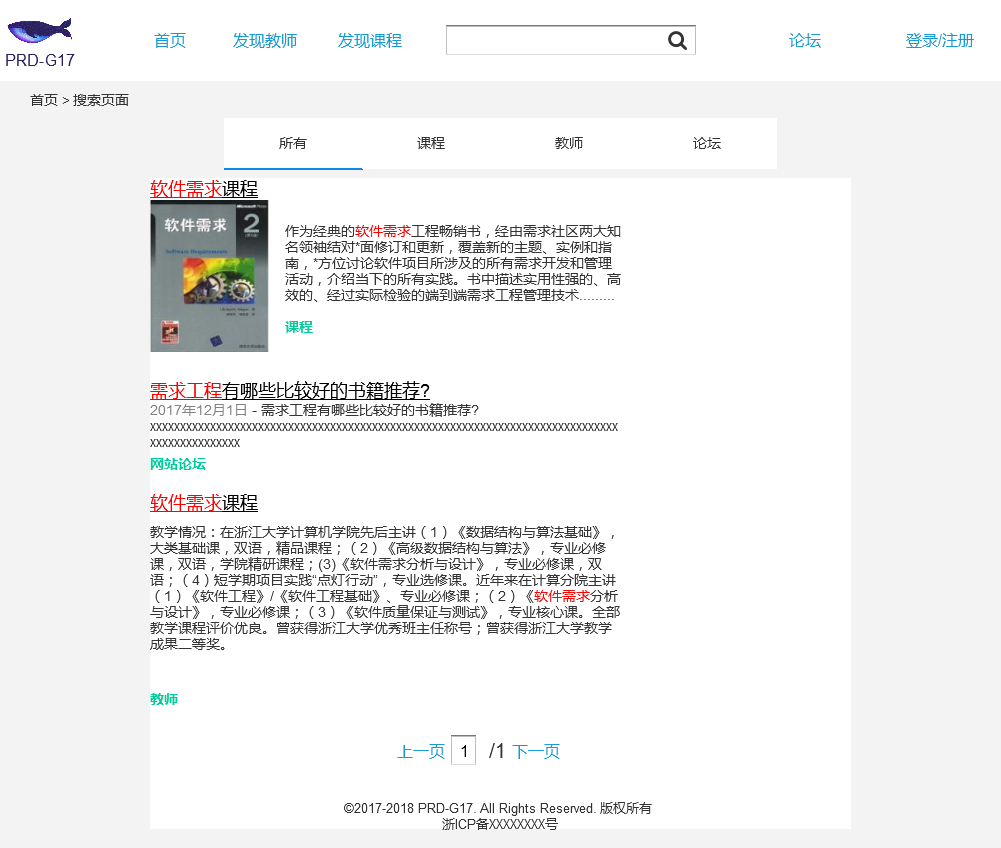 PRD-G17
首页 发现教师 发现课程 论坛 登录/注册
首页 > 搜索页面
所有 课程 教师 论坛
软件需求课程
软件需求
2
Software Requirements
作为经典的软件需求工程畅销书，经由需求社区两大知
名领袖结对*面修订和更新，覆盖新的主题、实例和指
南，*方位讨论软件项目所涉及的所有需求开发和管理
活动，介绍当下的所有实践。书中描述实用性强的、高
效的、经过实际检验的端到端需求工程管理技术.........
课程
需求工程有哪些比较好的书籍推荐?
2017年12月1日 - 需求工程有哪些比较好的书籍推荐?
网站论坛
软件需求课程
教学情况：在浙江大学计算机学院先后主讲（1）《数据结构与算法基础》，
大类基础课，双语，精品课程；（2）《高级数据结构与算法》，专业必修
课，双语，学院精研课程；(3)《软件需求分析与设计》，专业必修课，双
语；（4）短学期项目实践“点灯行动”，专业选修课。近年来在计算分院主讲
（1）《软件工程》/《软件工程基础》、专业必修课；（2）《软件需求分析
与设计》，专业必修课；（3）《软件质量保证与测试》，专业核心课。全部
教学课程评价优良。曾获得浙江大学优秀班主任称号；曾获得浙江大学教学
成果二等奖。
教师
上一页 1 /1 下一页
©2017-2018 PRD-G17. All Rights Reserved. 版权所有
浙ICP备XXXXXXXX号